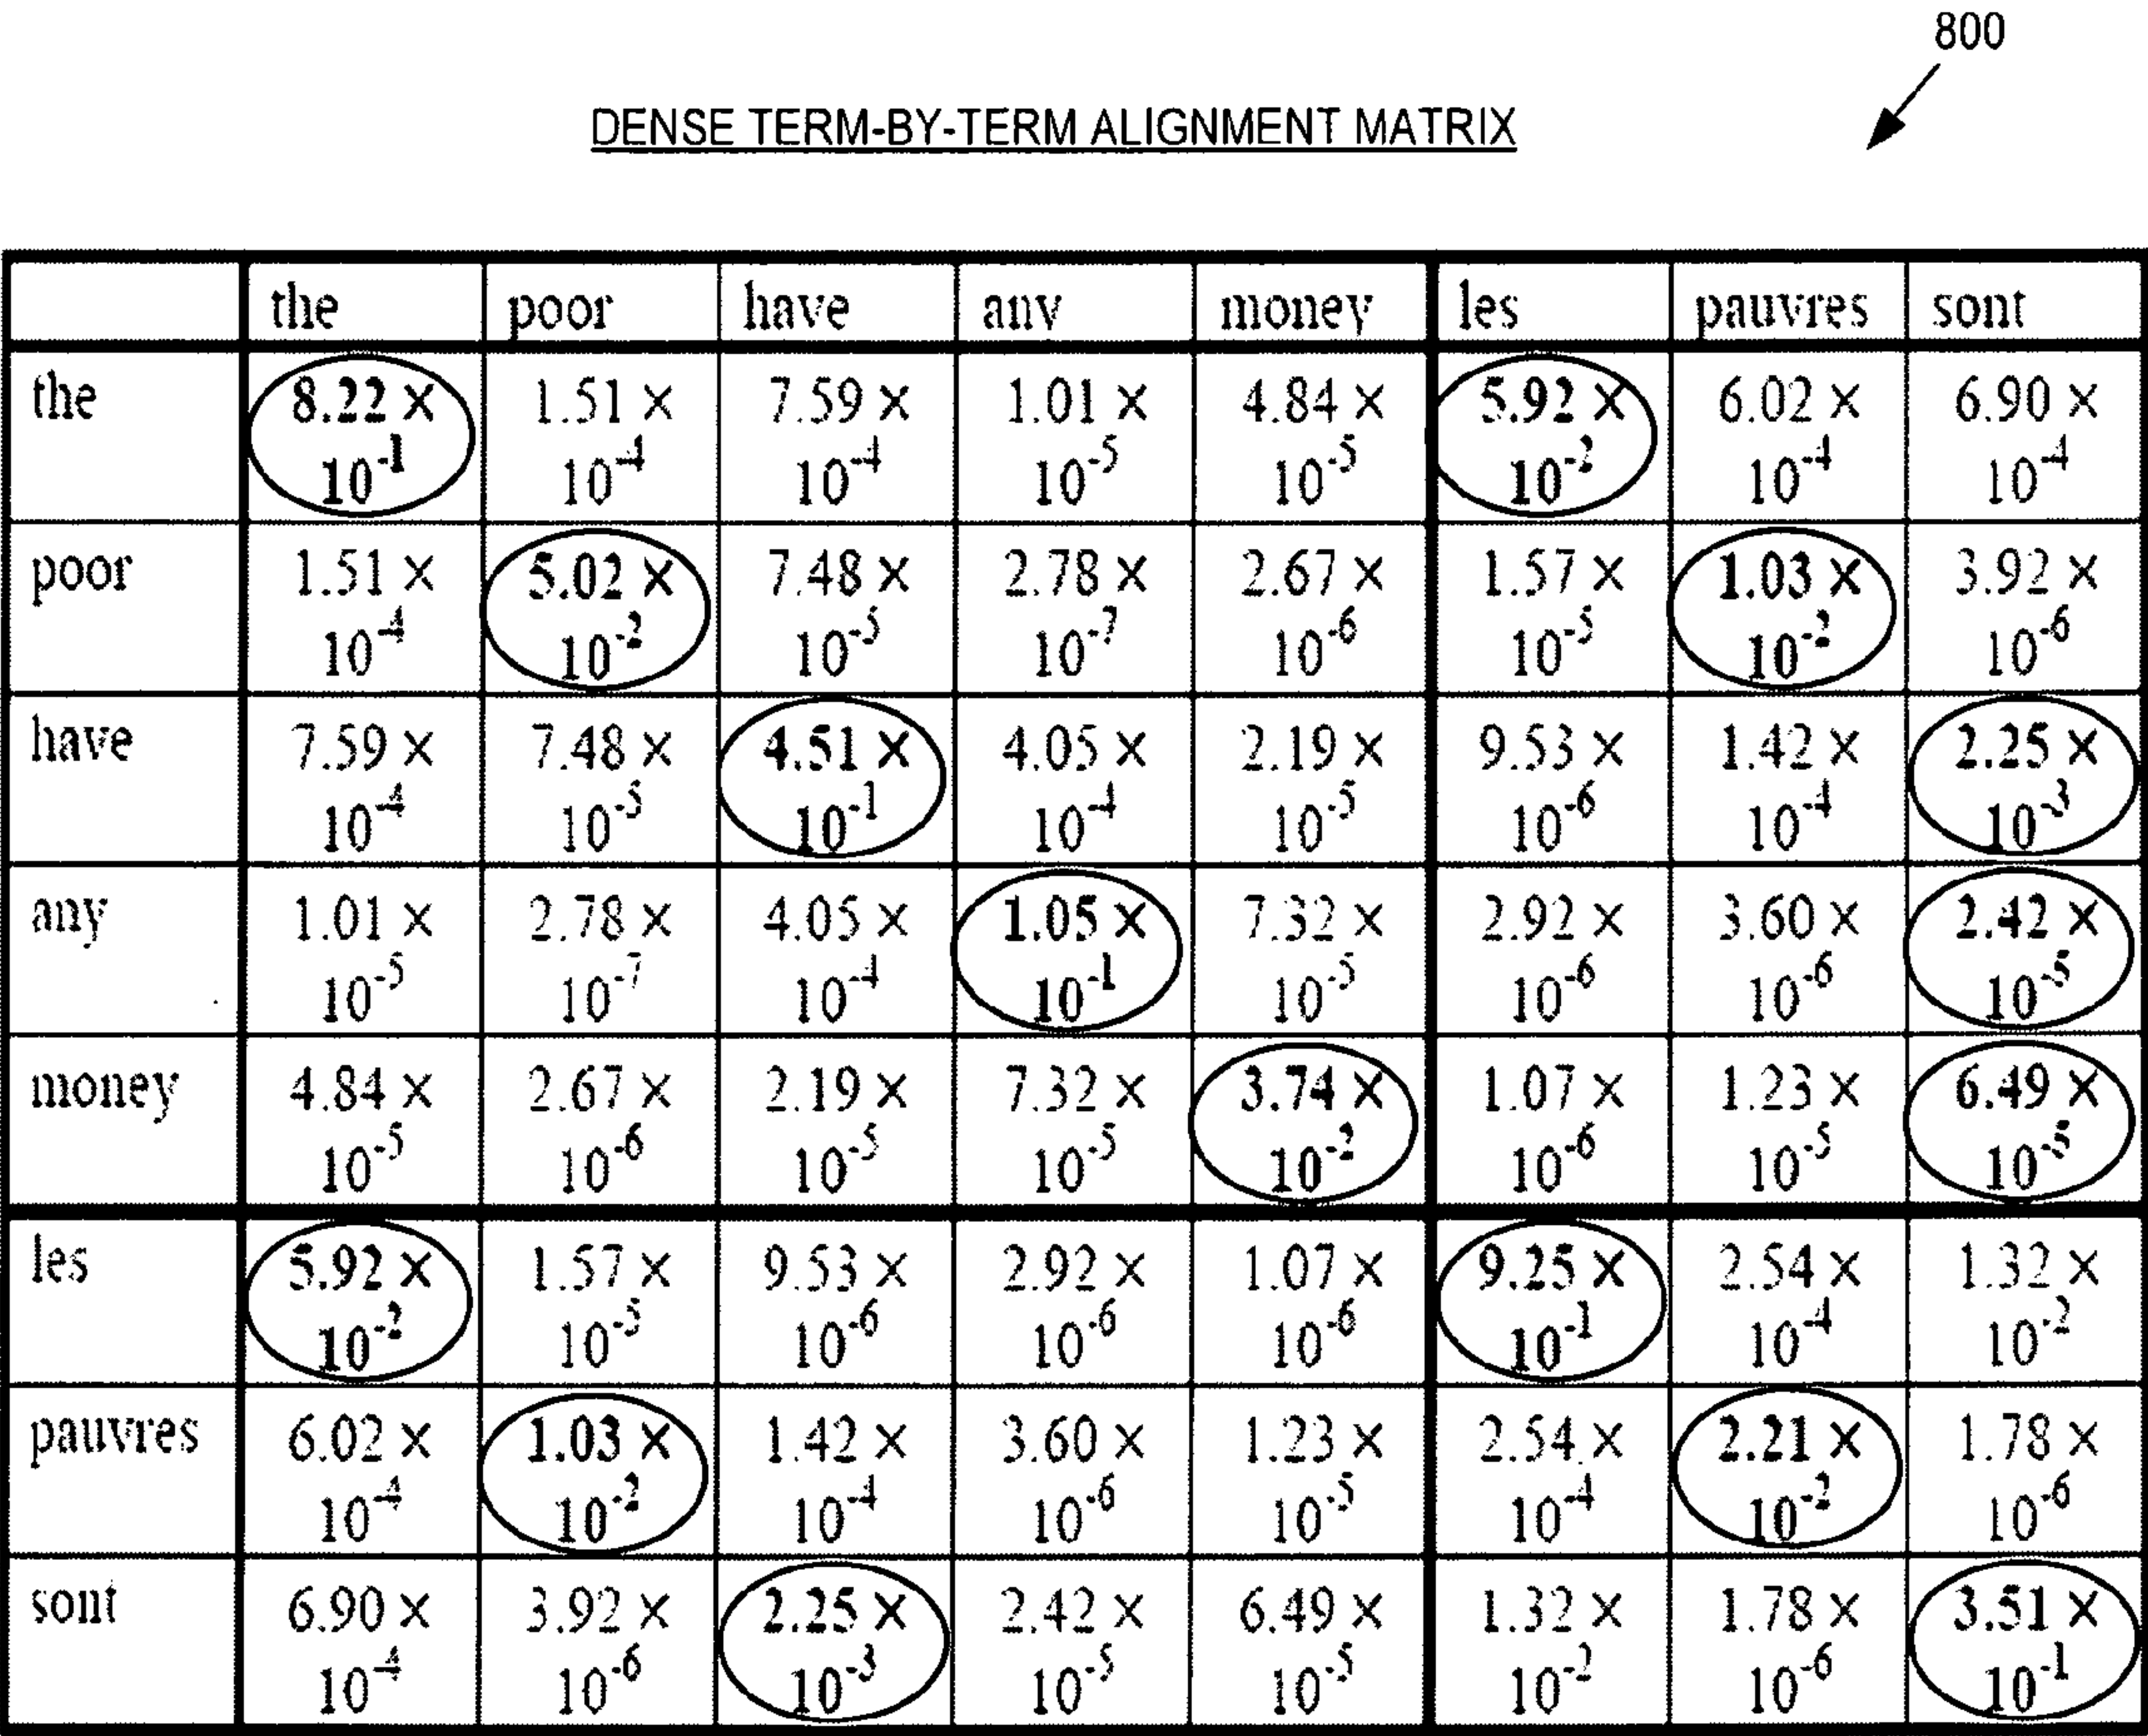 800
DENSE TERM-BY-TERM ALIGNMENT MATRIX
the poor have any money les pauvres sont
the 8.22 × 10⁻¹ 1.51 × 10⁻⁴ 7.59 × 10⁻⁴ 1.01 × 10⁻⁵ 4.84 × 10⁻⁵ 5.92 × 10⁻² 6.02 × 10⁻⁴ 6.90 × 10⁻⁴
poor 1.51 × 10⁻⁴ 5.02 × 10⁻² 7.48 × 10⁻⁵ 2.78 × 10⁻⁷ 2.67 × 10⁻⁶ 1.57 × 10⁻⁵ 1.03 × 10⁻² 3.92 × 10⁻⁶
have 7.59 × 10⁻⁴ 7.48 × 10⁻⁵ 4.51 × 10⁻¹ 4.05 × 10⁻⁴ 2.19 × 10⁻⁵ 9.53 × 10⁻⁶ 1.42 × 10⁻⁴ 2.25 × 10⁻³
any 1.01 × 10⁻⁵ 2.78 × 10⁻⁷ 4.05 × 10⁻⁴ 1.05 × 10⁻¹ 7.32 × 10⁻⁵ 2.92 × 10⁻⁶ 3.60 × 10⁻⁶ 2.42 × 10⁻⁵
money 4.84 × 10⁻⁵ 2.67 × 10⁻⁶ 2.19 × 10⁻⁵ 7.32 × 10⁻⁵ 3.74 × 10⁻² 1.07 × 10⁻⁶ 1.23 × 10⁻⁵ 6.49 × 10⁻⁵
les 5.92 × 10⁻² 1.57 × 10⁻⁵ 9.53 × 10⁻⁶ 2.92 × 10⁻⁶ 1.07 × 10⁻⁶ 9.25 × 10⁻¹ 2.54 × 10⁻⁴ 1.32 × 10⁻²
pauvres 6.02 × 10⁻⁴ 1.03 × 10⁻² 1.42 × 10⁻⁴ 3.60 × 10⁻⁶ 1.23 × 10⁻⁵ 2.54 × 10⁻⁴ 2.21 × 10⁻² 1.78 × 10⁻⁶
sont 6.90 × 10⁻⁴ 3.92 × 10⁻⁶ 2.25 × 10⁻³ 2.42 × 10⁻⁵ 6.49 × 10⁻⁵ 1.32 × 10⁻² 1.78 × 10⁻⁶ 3.51 × 10⁻¹